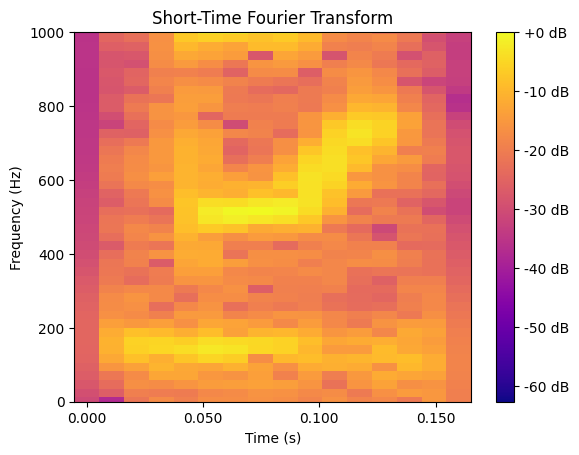 Short-Time Fourier Transform
1000
800
600
400
200
0
Frequency (Hz)
0.000
0.050
0.100
0.150
Time (s)
+0 dB
-10 dB
-20 dB
-30 dB
-40 dB
-50 dB
-60 dB